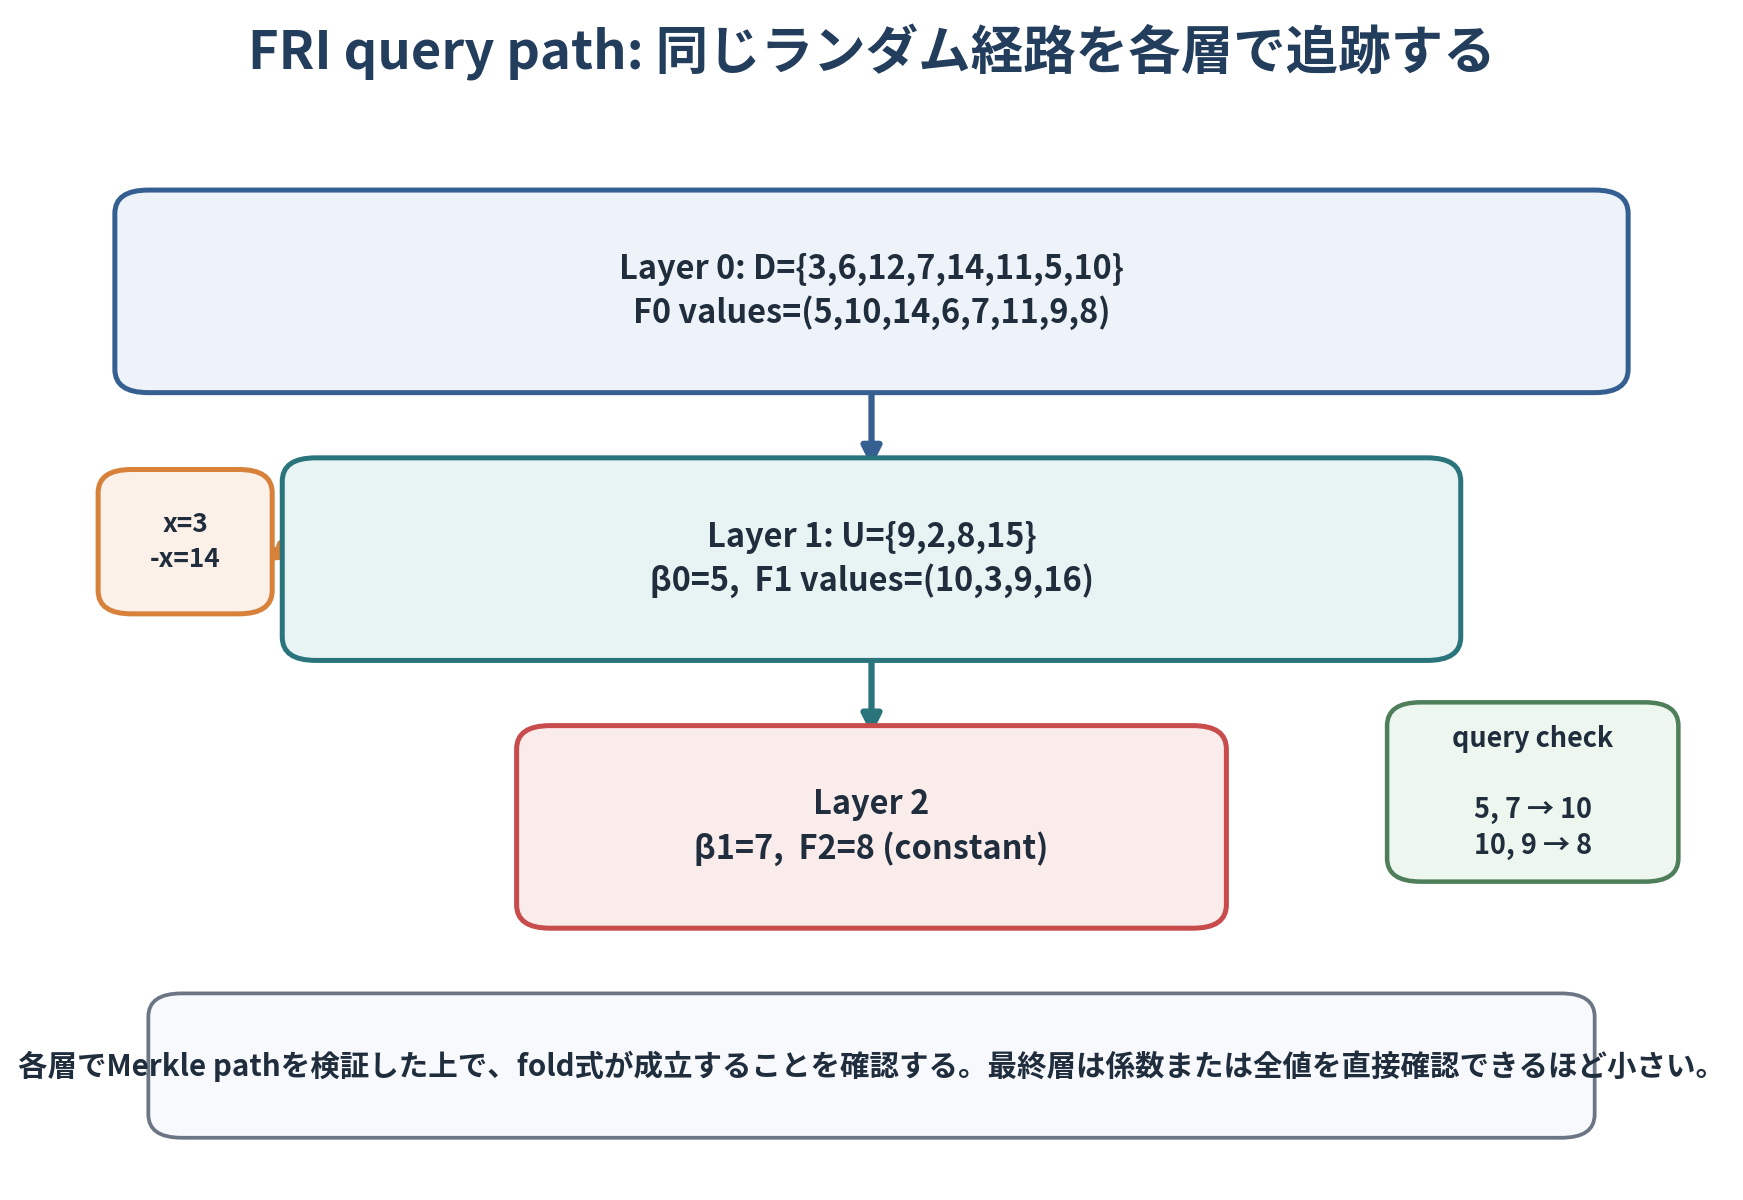 FRI query path: 同じランダム経路を各層で追跡する
Layer 0: D={3,6,12,7,14,11,5,10}
F0 values=(5,10,14,6,7,11,9,8)
x=3
-x=14
Layer 1: U={9,2,8,15}
β0=5,  F1 values=(10,3,9,16)
Layer 2
β1=7,  F2=8 (constant)
query check
5, 7 → 10
10, 9 → 8
各層でMerkle pathを検証した上で、fold式が成立することを確認する。最終層は係数または全値を直接確認できるほど小さい。